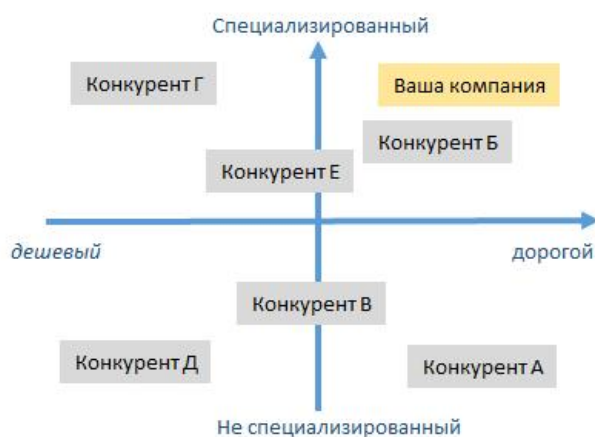 Специализированный
Конкурент Г
Ваша компания
Конкурент Б
Конкурент Е
дешевый
дорогой
Конкурент В
Конкурент Д
Конкурент А
Не специализированный